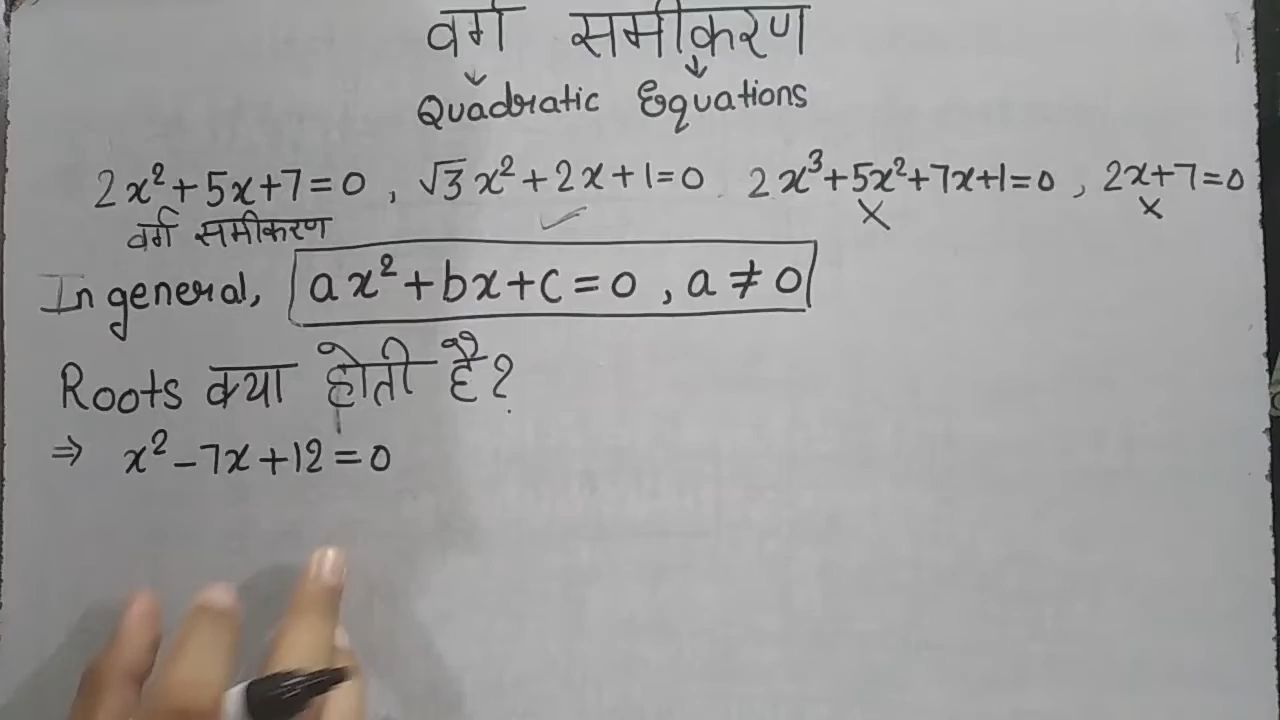 वर्ग समीकरण
Quadratic Equations
2x²+5x+7=0, √3x²+2x+1=0 2x³+5x²+7x+1=0, 2x+7=0
वर्ग समीकरण
In general, ax²+bx+c=0, a≠0
Roots क्या होती है?
⇒ x²-7x+12=0